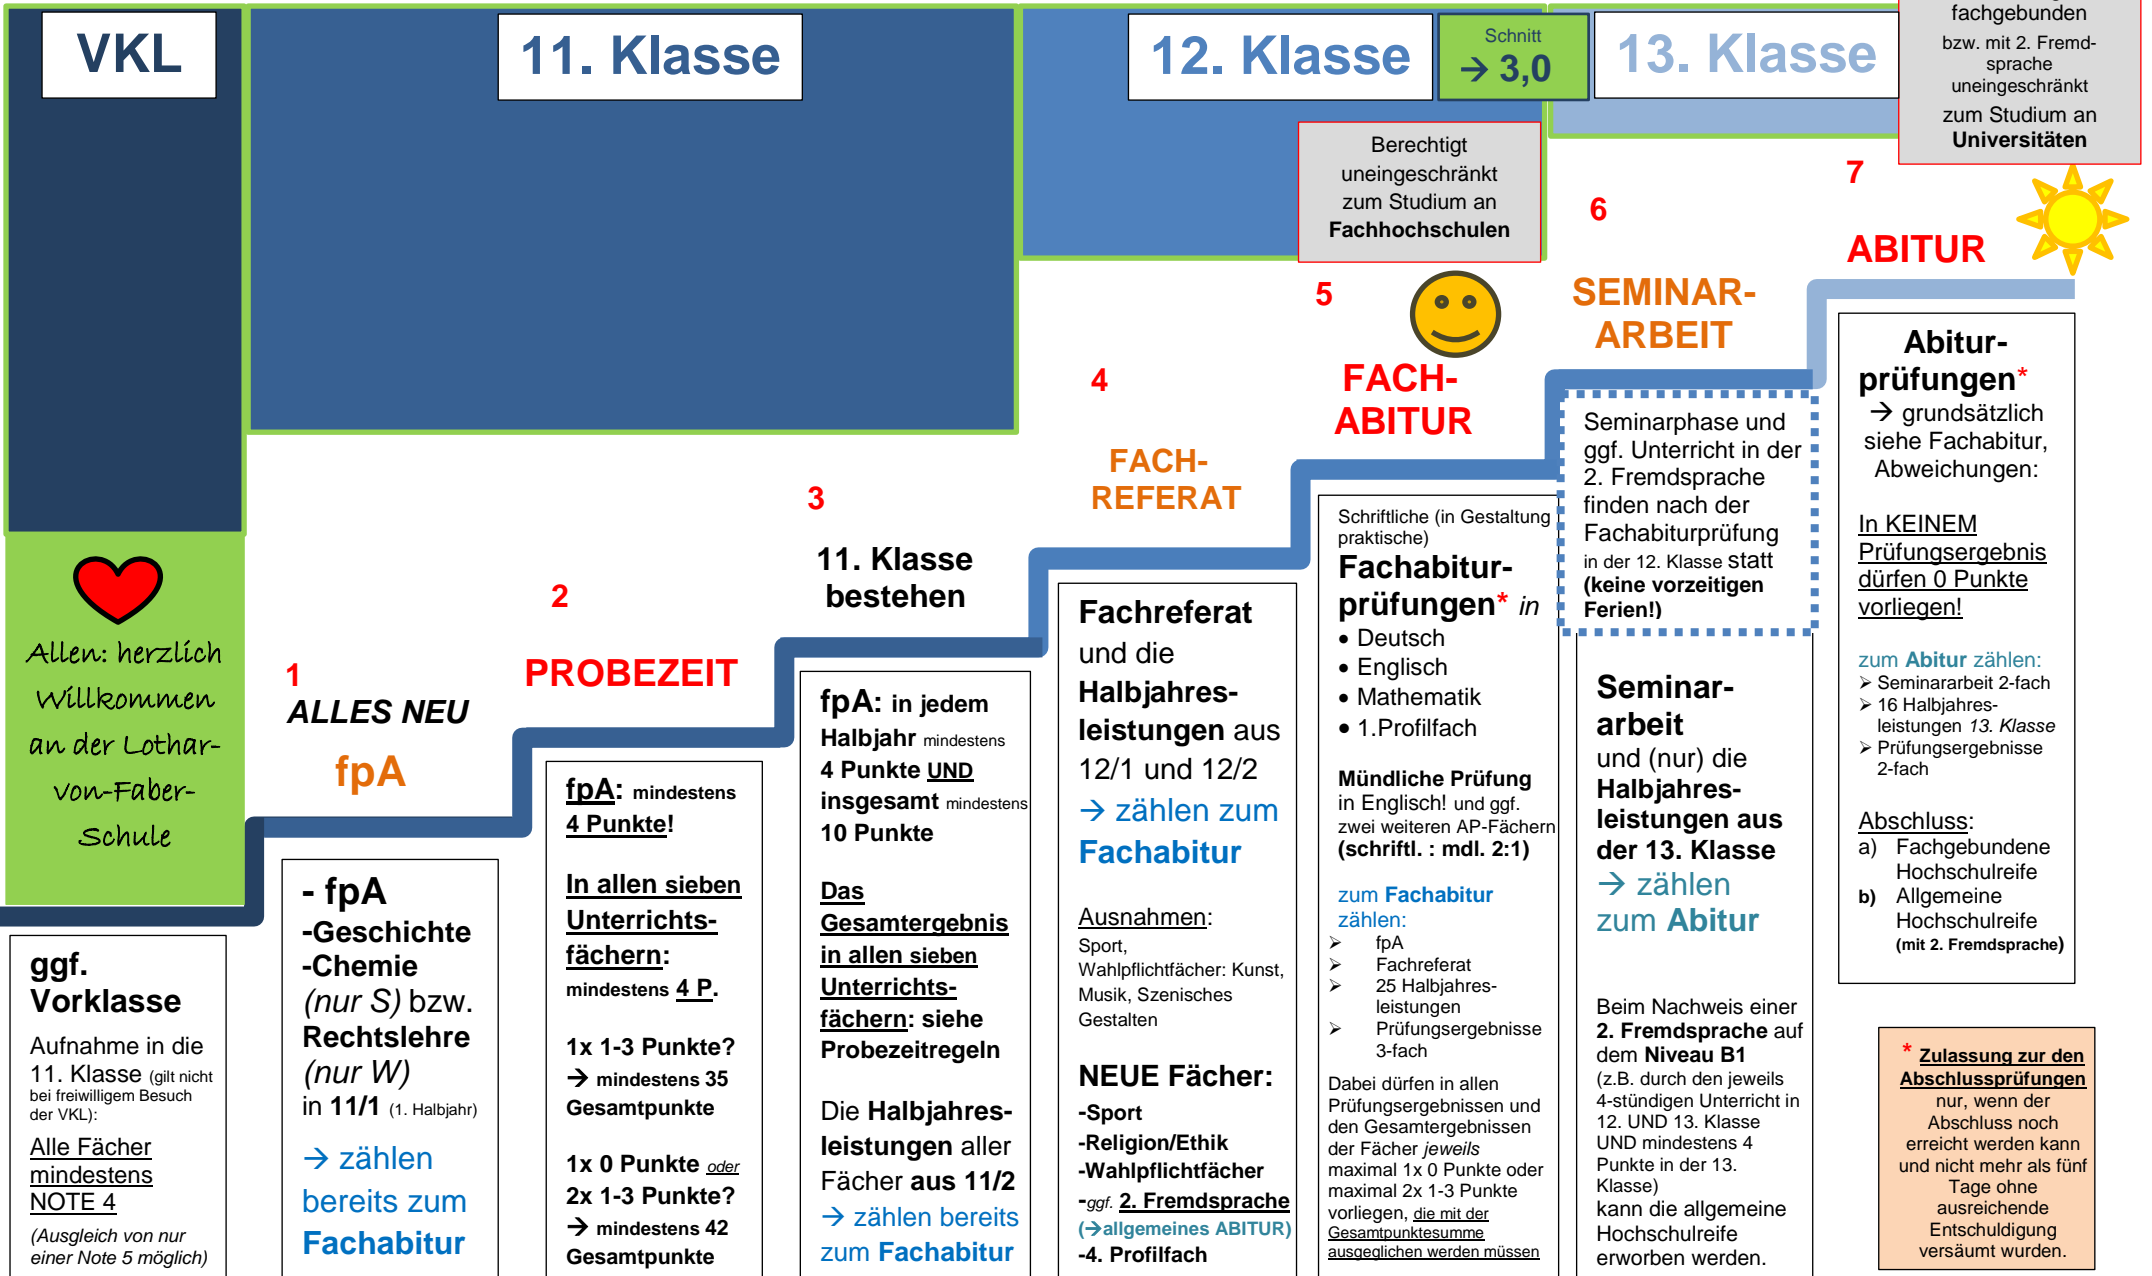 VKL
11. Klasse
12. Klasse
Schnitt
→ 3,0
13. Klasse
fachgebunden
bzw. mit 2. Fremd-
sprache
uneingeschränkt
zum Studium an
Universitäten
Berechtigt
uneingeschränkt
zum Studium an
Fachhochschulen
Allen: herzlich
Willkommen
an der Lothar-
von-Faber-
Schule
ggf.
Vorklasse
Aufnahme in die
11. Klasse (gilt nicht
bei freiwilligem Besuch
der VKL):
Alle Fächer
mindestens
NOTE 4
(Ausgleich von nur
einer Note 5 möglich)
1
ALLES NEU
fpA
- fpA
-Geschichte
-Chemie
(nur S) bzw.
Rechtslehre
(nur W)
in 11/1 (1. Halbjahr)
→ zählen
bereits zum
Fachabitur
2
PROBEZEIT
fpA: mindestens
4 Punkte!
In allen sieben
Unterrichts-
fächern:
mindestens 4 P.
1x 1-3 Punkte?
→ mindestens 35
Gesamtpunkte
1x 0 Punkte oder
2x 1-3 Punkte?
→ mindestens 42
Gesamtpunkte
3
11. Klasse
bestehen
fpA: in jedem
Halbjahr mindestens
4 Punkte UND
insgesamt mindestens
10 Punkte
Das
Gesamtergebnis
in allen sieben
Unterrichts-
fächern: siehe
Probezeitregeln
Die Halbjahres-
leistungen aller
Fächer aus 11/2
→ zählen bereits
zum Fachabitur
4
FACH-
REFERAT
Fachreferat
und die
Halbjahres-
leistungen aus
12/1 und 12/2
→ zählen zum
Fachabitur
Ausnahmen:
Sport,
Wahlpflichtfächer: Kunst,
Musik, Szenisches
Gestalten
NEUE Fächer:
-Sport
-Religion/Ethik
-Wahlpflichtfächer
-ggf. 2. Fremdsprache
(→allgemeines ABITUR)
-4. Profilfach
5
FACH-
ABITUR
Schriftliche (in Gestaltung
praktische)
Fachabitur-
prüfungen* in
• Deutsch
• Englisch
• Mathematik
• 1.Profilfach
Mündliche Prüfung
in Englisch! und ggf.
zwei weiteren AP-Fächern
(schriftl. : mdl. 2:1)
zum Fachabitur
zählen:
➢ fpA
➢ Fachreferat
➢ 25 Halbjahres-
leistungen
➢ Prüfungsergebnisse
3-fach
Dabei dürfen in allen
Prüfungsergebnissen und
den Gesamtergebnissen
der Fächer jeweils
maximal 1x 0 Punkte oder
maximal 2x 1-3 Punkte
vorliegen, die mit der
Gesamtpunktesumme
ausgeglichen werden müssen
6
SEMINAR-
ARBEIT
Seminarphase und
ggf. Unterricht in der
2. Fremdsprache
finden nach der
Fachabiturprüfung
in der 12. Klasse statt
(keine vorzeitigen
Ferien!)
Seminar-
arbeit
und (nur) die
Halbjahres-
leistungen aus
der 13. Klasse
→ zählen
zum Abitur
Beim Nachweis einer
2. Fremdsprache auf
dem Niveau B1
(z.B. durch den jeweils
4-stündigen Unterricht in
12. UND 13. Klasse
UND mindestens 4
Punkte in der 13.
Klasse)
kann die allgemeine
Hochschulreife
erworben werden.
7
ABITUR
Abitur-
prüfungen*
→ grundsätzlich
siehe Fachabitur,
Abweichungen:
In KEINEM
Prüfungsergebnis
dürfen 0 Punkte
vorliegen!
zum Abitur zählen:
➢ Seminararbeit 2-fach
➢ 16 Halbjahres-
leistungen 13. Klasse
➢ Prüfungsergebnisse
2-fach
Abschluss:
a) Fachgebundene
Hochschulreife
b) Allgemeine
Hochschulreife
(mit 2. Fremdsprache)
* Zulassung zur den
Abschlussprüfungen
nur, wenn der
Abschluss noch
erreicht werden kann
und nicht mehr als fünf
Tage ohne
ausreichende
Entschuldigung
versäumt wurden.